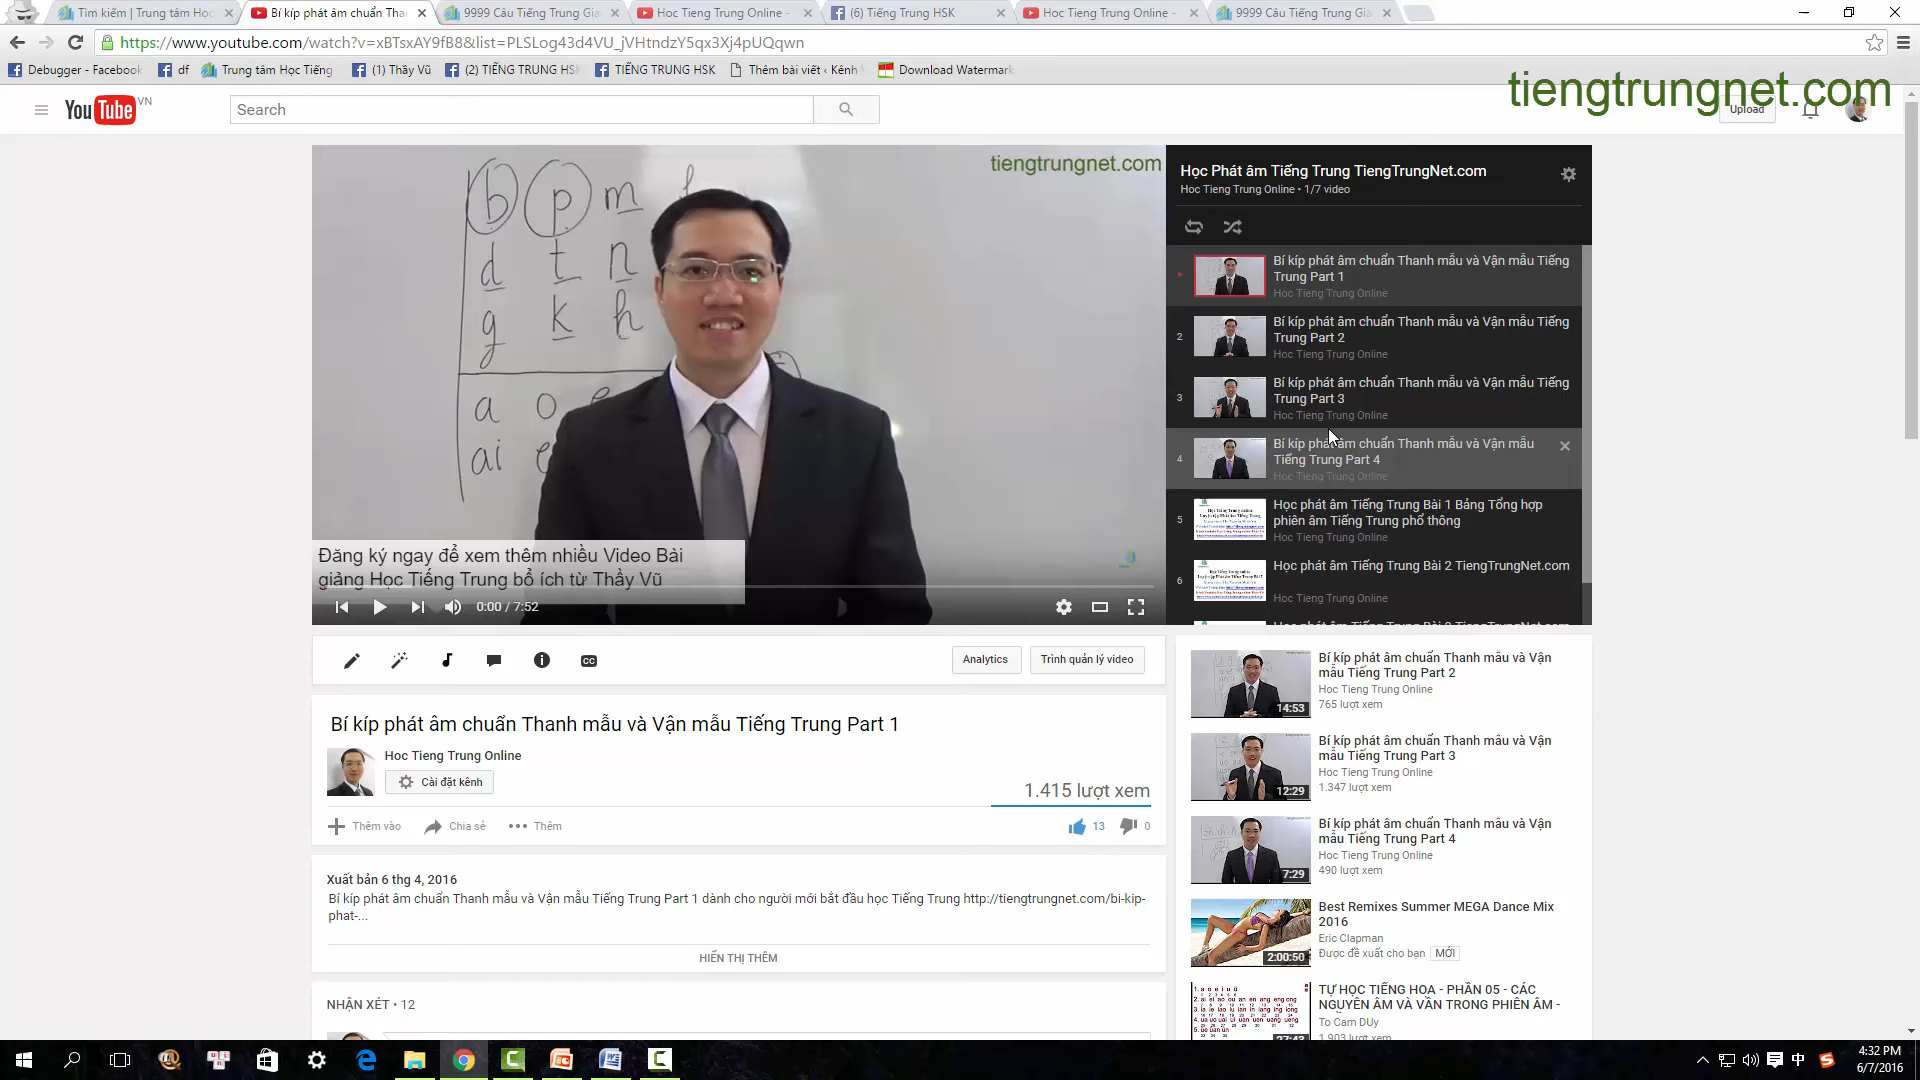 Tìm kiếm | Trung tâm Học
Bí kíp phát âm chuẩn Tha
9999 Câu Tiếng Trung Gia
Hoc Tieng Trung Online -
(6) Tiếng Trung HSK
Hoc Tieng Trung Online -
9999 Câu Tiếng Trung Gia
https://www.youtube.com/watch?v=xBTsxAY9fB8&list=PLSLog43d4VU_jVHtndzY5qx3Xj4pUQqwn
Debugger - Facebook
df
Trung tâm Học Tiếng
(1) Thầy Vũ
(2) TIẾNG TRUNG HSK
TIẾNG TRUNG HSK
Thêm bài viết ‹ Kênh
Download Watermark
tiengtrungnet.com
YouTube VN
Search
Upload
tiengtrungnet.com
b p m f
d t n
g k h
a o e
ai e
Đăng ký ngay để xem thêm nhiều Video Bài
giảng Học Tiếng Trung bổ ích từ Thầy Vũ
0:00 / 7:52
Học Phát âm Tiếng Trung TiengTrungNet.com
Hoc Tieng Trung Online • 1/7 video
Bí kíp phát âm chuẩn Thanh mẫu và Vận mẫu Tiếng
Trung Part 1
Hoc Tieng Trung Online
2
Bí kíp phát âm chuẩn Thanh mẫu và Vận mẫu Tiếng
Trung Part 2
Hoc Tieng Trung Online
3
Bí kíp phát âm chuẩn Thanh mẫu và Vận mẫu Tiếng
Trung Part 3
Hoc Tieng Trung Online
4
Bí kíp phát âm chuẩn Thanh mẫu và Vận mẫu
Tiếng Trung Part 4
Hoc Tieng Trung Online
5
Học phát âm Tiếng Trung Bài 1 Bảng Tổng hợp
phiên âm Tiếng Trung phổ thông
Hoc Tieng Trung Online
6
Học phát âm Tiếng Trung Bài 2 TiengTrungNet.com
Hoc Tieng Trung Online
Học phát âm Tiếng Trung Bài 3 TiengTrungNet.com
Analytics
Trình quản lý video
Bí kíp phát âm chuẩn Thanh mẫu và Vận mẫu Tiếng Trung Part 1
Hoc Tieng Trung Online
Cài đặt kênh
1.415 lượt xem
Thêm vào
Chia sẻ
Thêm
13
0
Xuất bản 6 thg 4, 2016
Bí kíp phát âm chuẩn Thanh mẫu và Vận mẫu Tiếng Trung Part 1 dành cho người mới bắt đầu học Tiếng Trung http://tiengtrungnet.com/bi-kip-
phat-...
HIỂN THỊ THÊM
NHẬN XÉT • 12
Bí kíp phát âm chuẩn Thanh mẫu và Vận
mẫu Tiếng Trung Part 2
Hoc Tieng Trung Online
765 lượt xem
14:53
Bí kíp phát âm chuẩn Thanh mẫu và Vận
mẫu Tiếng Trung Part 3
Hoc Tieng Trung Online
1.347 lượt xem
12:29
Bí kíp phát âm chuẩn Thanh mẫu và Vận
mẫu Tiếng Trung Part 4
Hoc Tieng Trung Online
490 lượt xem
7:29
Best Remixes Summer MEGA Dance Mix
2016
Eric Clapman
Được đề xuất cho bạn MỚI
2:00:50
TỰ HỌC TIẾNG HOA - PHẦN 05 - CÁC
NGUYÊN ÂM VÀ VẦN TRONG PHIÊN ÂM -
To Cam DUy
1.903 lượt xem
27:43
中
4:32 PM
6/7/2016